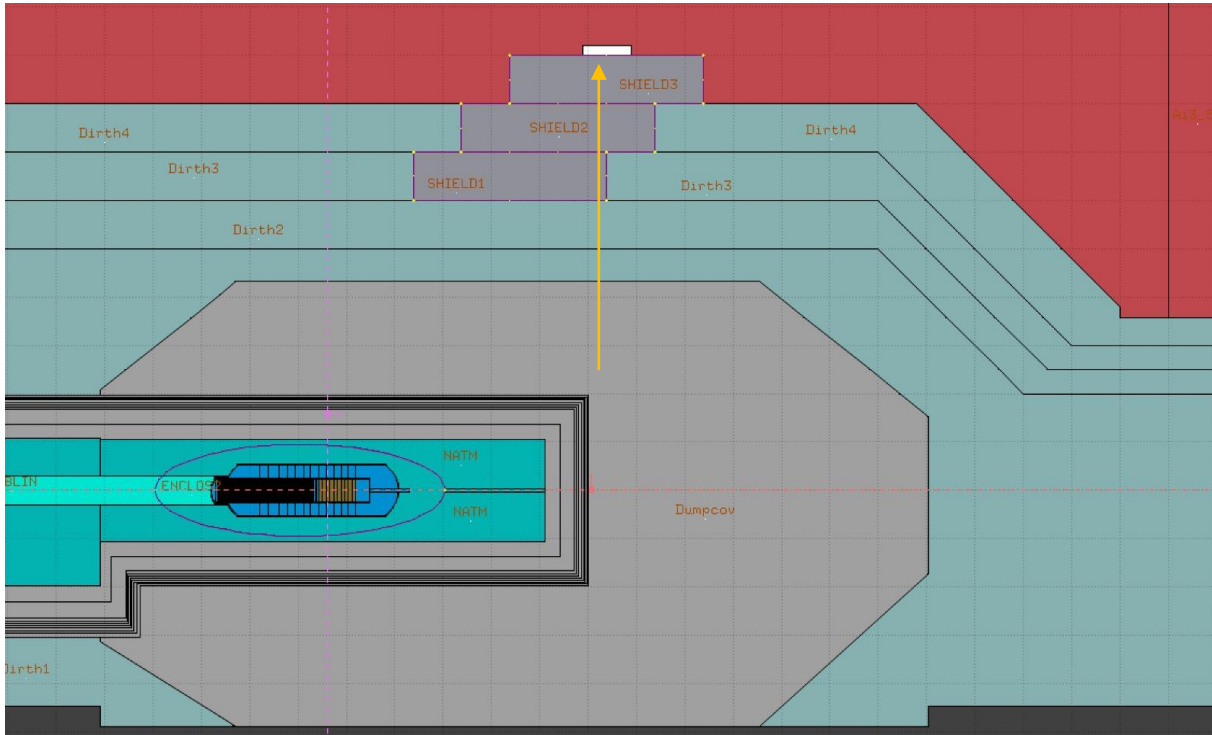 SHIELD3
SHIELD2
Dirth4
Dirth4
Dirth3
SHIELD1
Dirth3
Dirth2
NATM
BLIN
ENCLOS?
NATM
Dumpcov
Dirth1